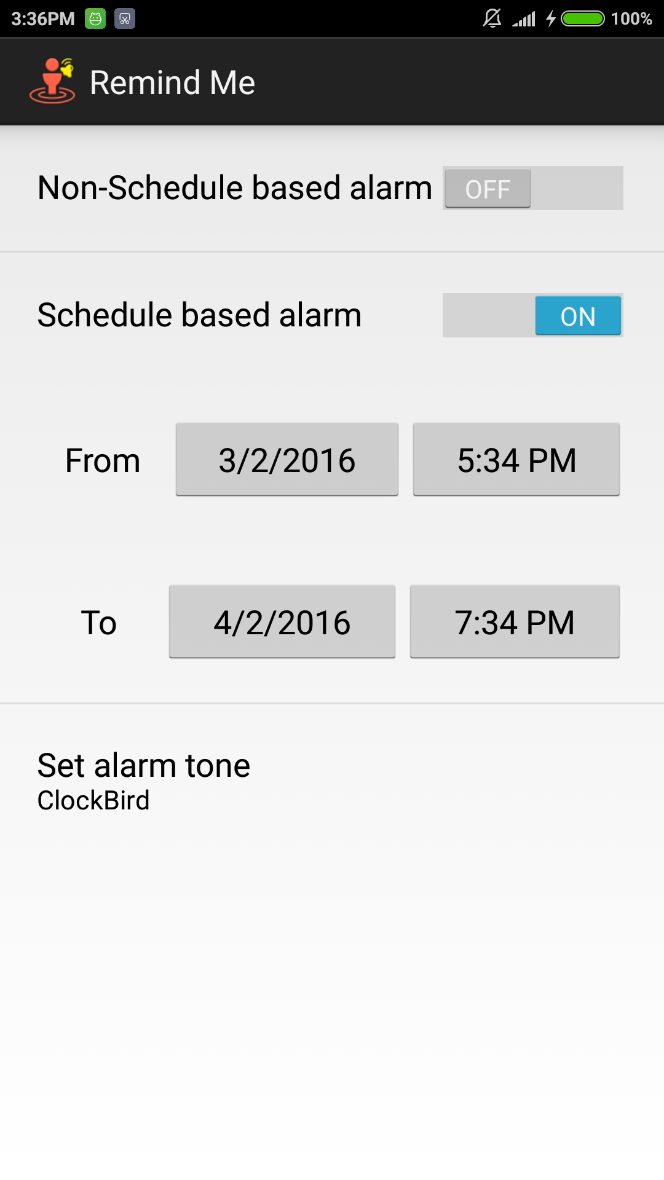 3:36PM 100%
Remind Me
Non-Schedule based alarm OFF
Schedule based alarm ON
From 3/2/2016 5:34 PM
To 4/2/2016 7:34 PM
Set alarm tone
ClockBird